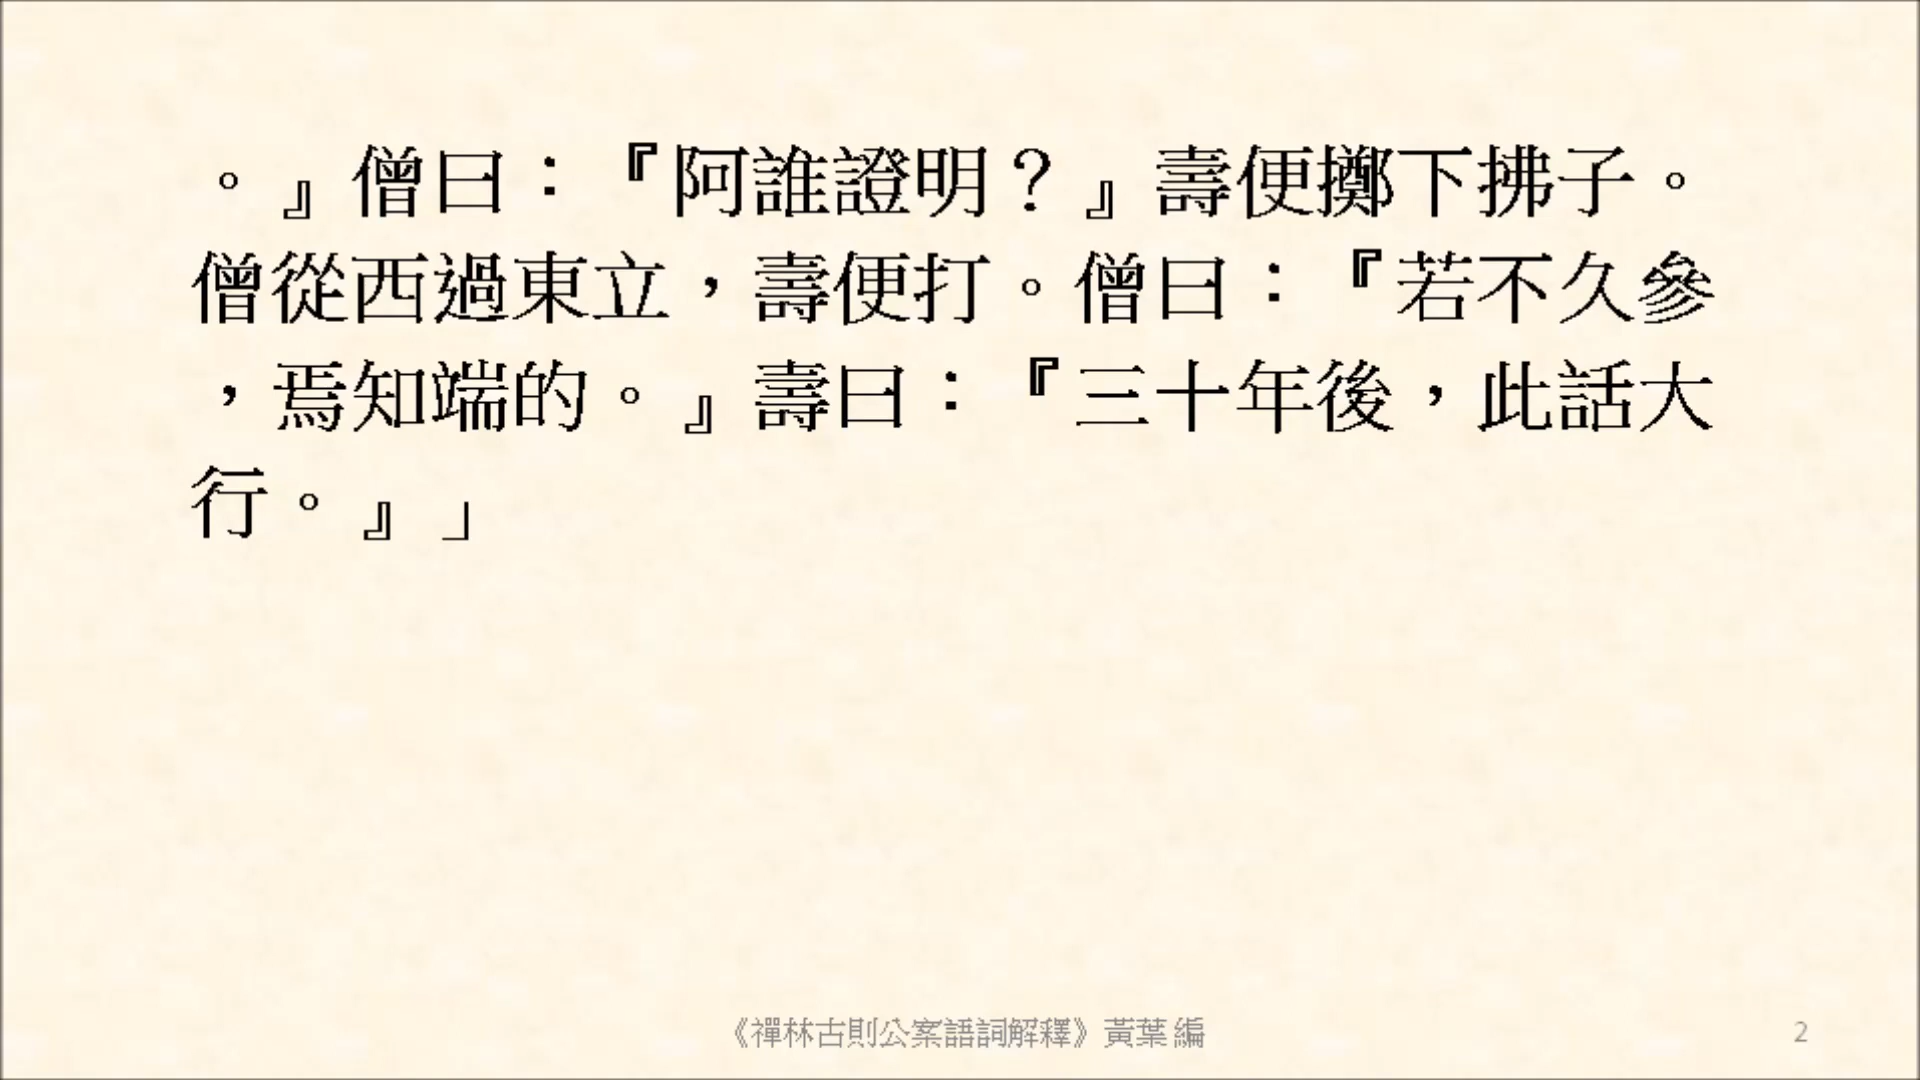 。』僧曰：『阿誰證明？』壽便擲下拂子。
僧從西過東立，壽便打。僧曰：『若不久參
，焉知端的。』壽曰：『三十年後，此話大
行。』」
《禪林古則公案語詞解釋》黃葉 編
2